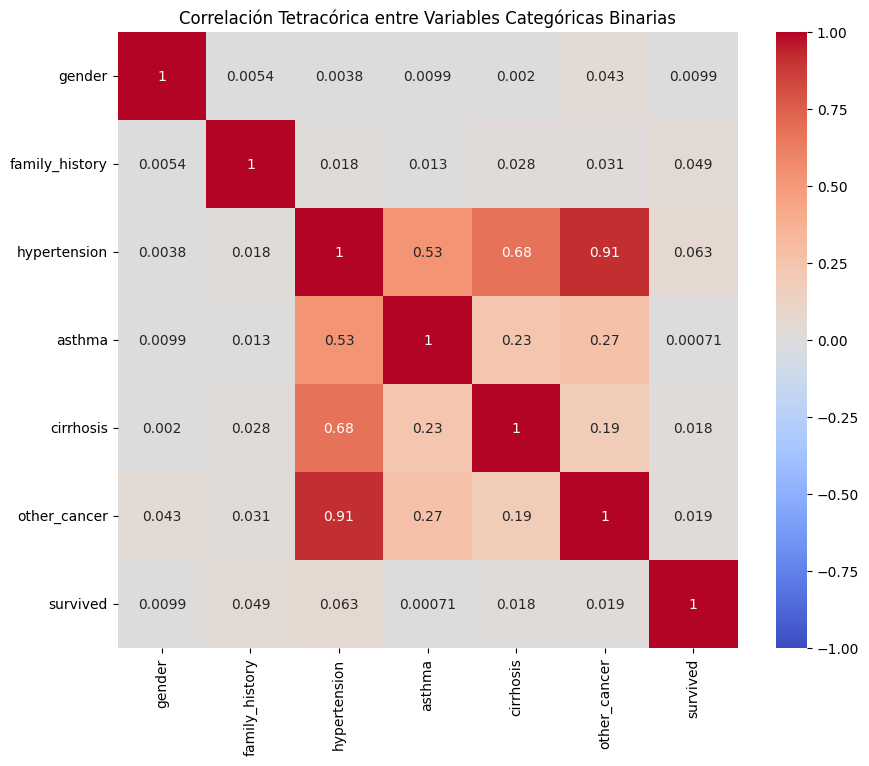 Correlación Tetracórica entre Variables Categóricas Binarias
gender 1 0.0054 0.0038 0.0099 0.002 0.043 0.0099
family_history 0.0054 1 0.018 0.013 0.028 0.031 0.049
hypertension 0.0038 0.018 1 0.53 0.68 0.91 0.063
asthma 0.0099 0.013 0.53 1 0.23 0.27 0.00071
cirrhosis 0.002 0.028 0.68 0.23 1 0.19 0.018
other_cancer 0.043 0.031 0.91 0.27 0.19 1 0.019
survived 0.0099 0.049 0.063 0.00071 0.018 0.019 1
gender family_history hypertension asthma cirrhosis other_cancer survived
1.00
0.75
0.50
0.25
0.00
−0.25
−0.50
−0.75
−1.00